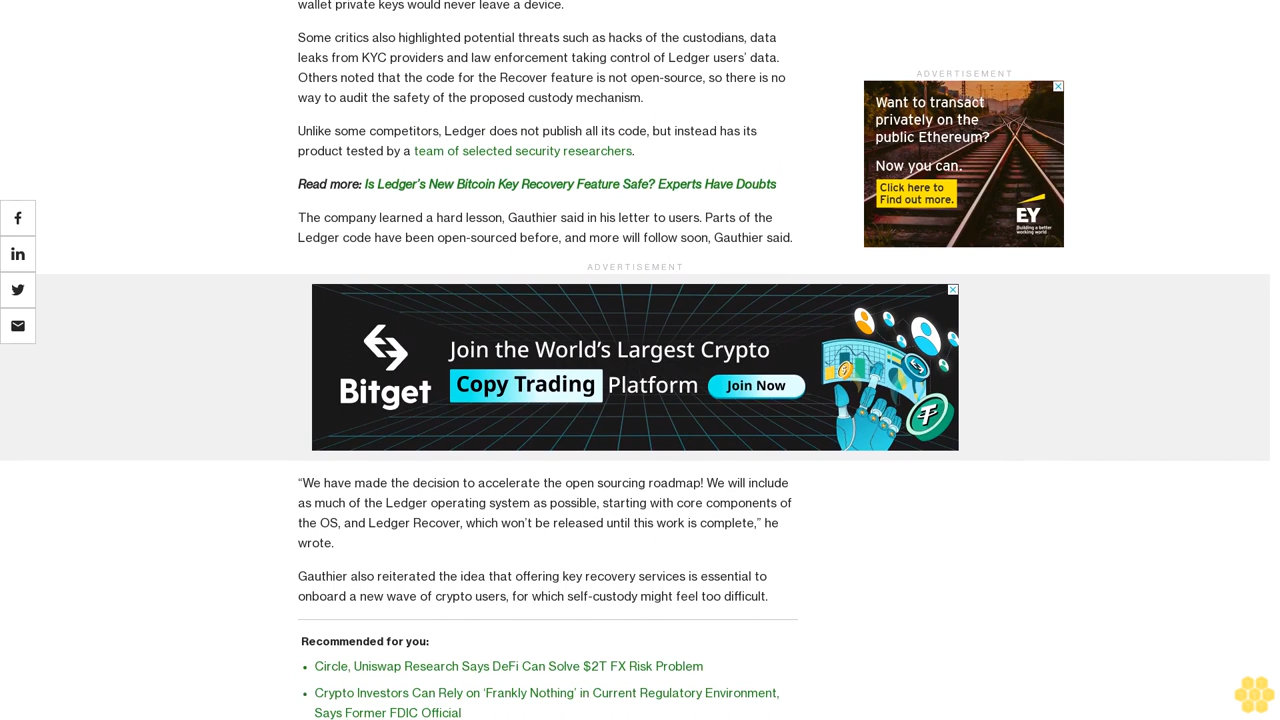 wallet private keys would never leave a device.
Some critics also highlighted potential threats such as hacks of the custodians, data
leaks from KYC providers and law enforcement taking control of Ledger users’ data.
Others noted that the code for the Recover feature is not open-source, so there is no
way to audit the safety of the proposed custody mechanism.
Unlike some competitors, Ledger does not publish all its code, but instead has its
product tested by a team of selected security researchers.
Read more: Is Ledger’s New Bitcoin Key Recovery Feature Safe? Experts Have Doubts
The company learned a hard lesson, Gauthier said in his letter to users. Parts of the
Ledger code have been open-sourced before, and more will follow soon, Gauthier said.
ADVERTISEMENT
Want to transact
privately on the
public Ethereum?
Now you can.
Click here to
Find out more.
EY
Building a better
working world
ADVERTISEMENT
Bitget
Join the World’s Largest Crypto
Copy Trading Platform
Join Now
“We have made the decision to accelerate the open sourcing roadmap! We will include
as much of the Ledger operating system as possible, starting with core components of
the OS, and Ledger Recover, which won’t be released until this work is complete,” he
wrote.
Gauthier also reiterated the idea that offering key recovery services is essential to
onboard a new wave of crypto users, for which self-custody might feel too difficult.
Recommended for you:
Circle, Uniswap Research Says DeFi Can Solve $2T FX Risk Problem
Crypto Investors Can Rely on ‘Frankly Nothing’ in Current Regulatory Environment,
Says Former FDIC Official